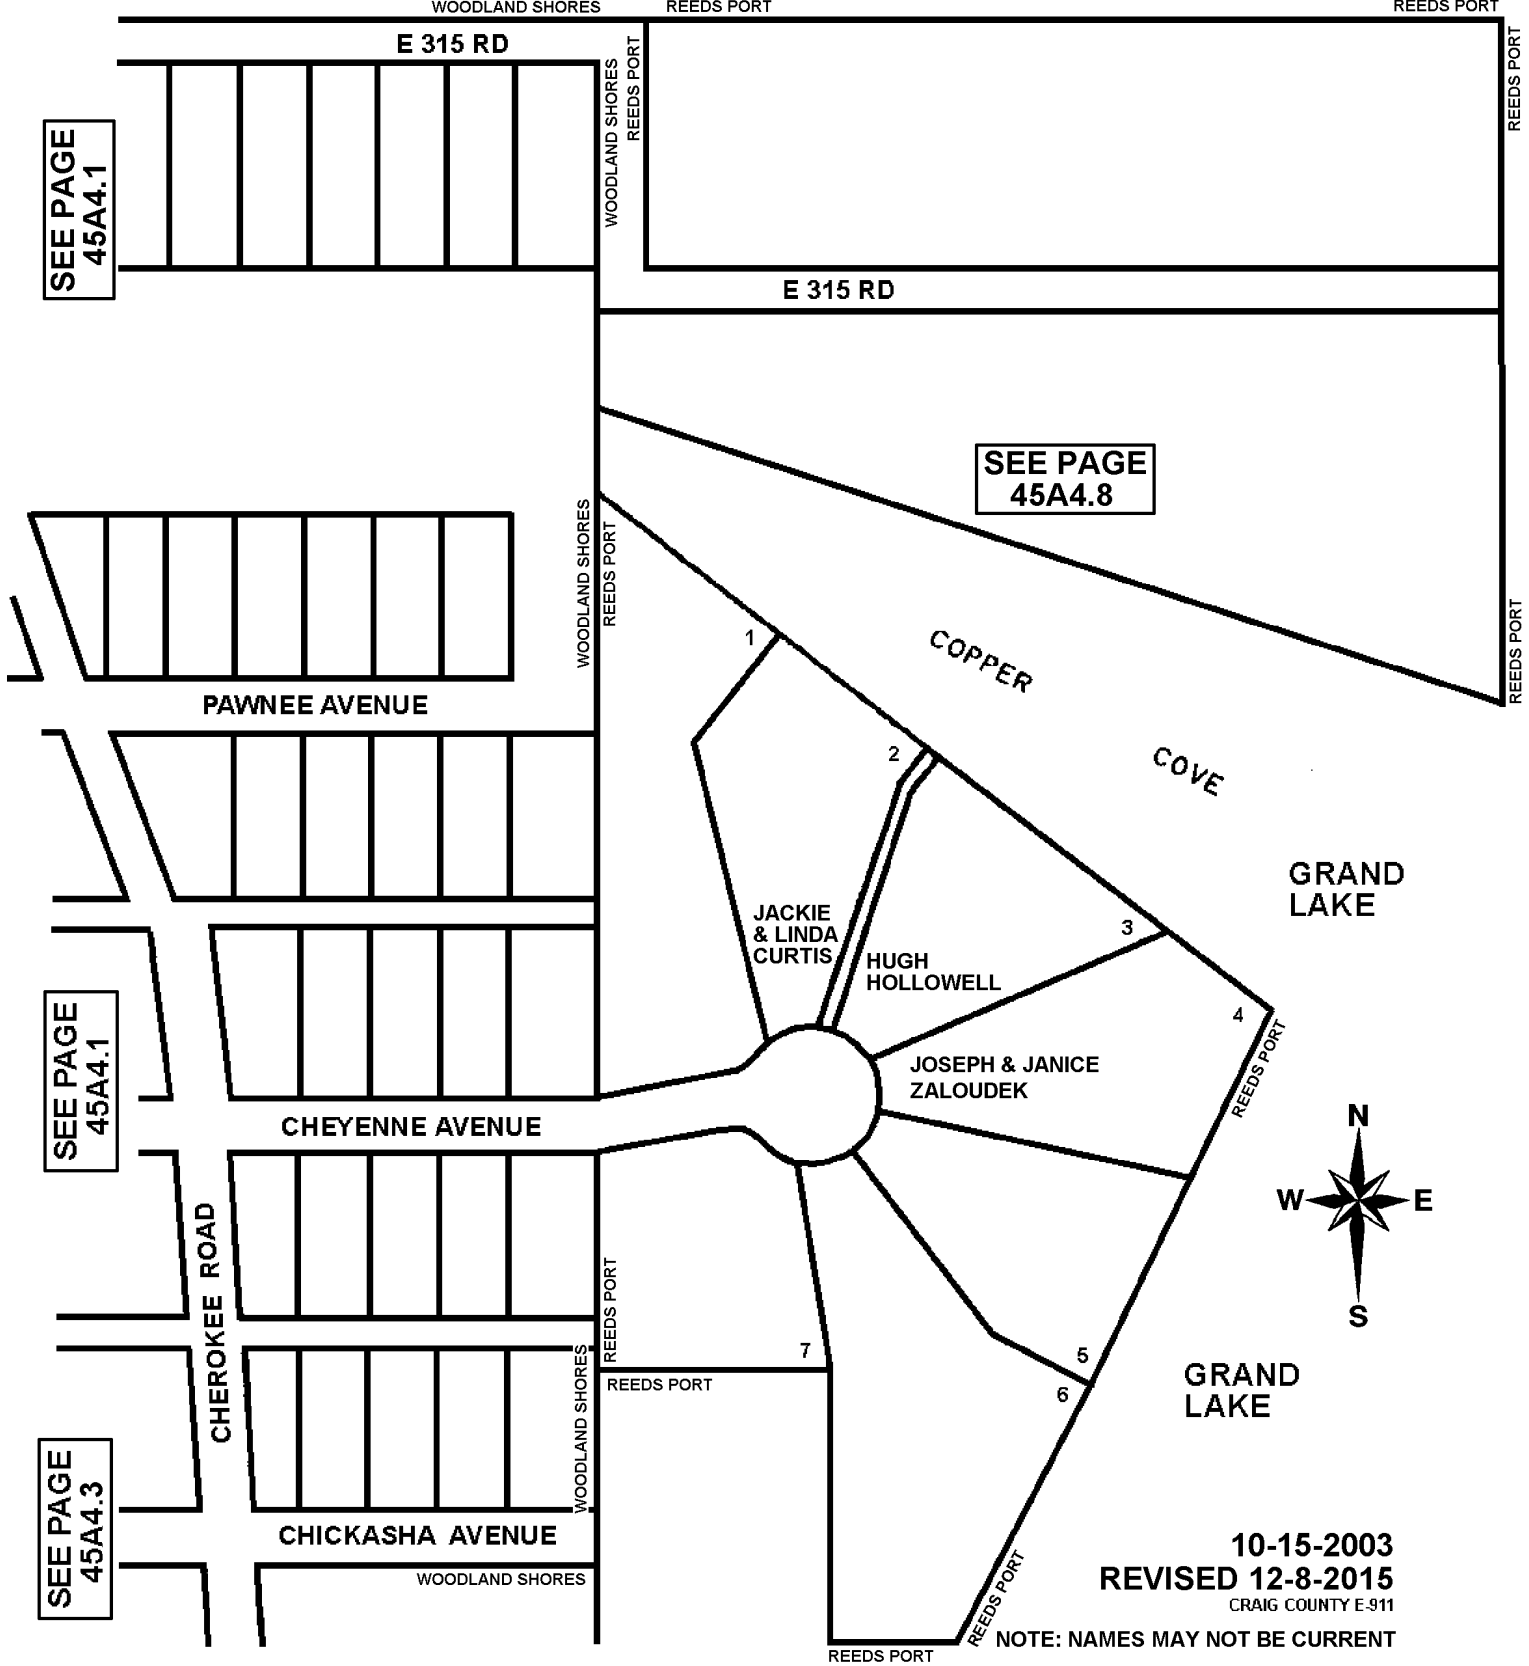 WOODLAND SHORES
REEDS PORT
REEDS PORT
E 315 RD
WOODLAND SHORES
REEDS PORT
REEDS PORT
SEE PAGE
45A4.1
E 315 RD
SEE PAGE
45A4.8
WOODLAND SHORES
REEDS PORT
REEDS PORT
1
COPPER
COVE
PAWNEE AVENUE
2
GRAND
LAKE
JACKIE
& LINDA
CURTIS
HUGH
HOLLOWELL
3
4
REEDS PORT
SEE PAGE
45A4.1
JOSEPH & JANICE
ZALOUDEK
CHEYENNE AVENUE
N
W
E
S
CHEROKEE ROAD
REEDS PORT
WOODLAND SHORES
7
REEDS PORT
5
6
GRAND
LAKE
SEE PAGE
45A4.3
CHICKASHA AVENUE
WOODLAND SHORES
REEDS PORT
REEDS PORT
10-15-2003
REVISED 12-8-2015
CRAIG COUNTY E-911
NOTE: NAMES MAY NOT BE CURRENT